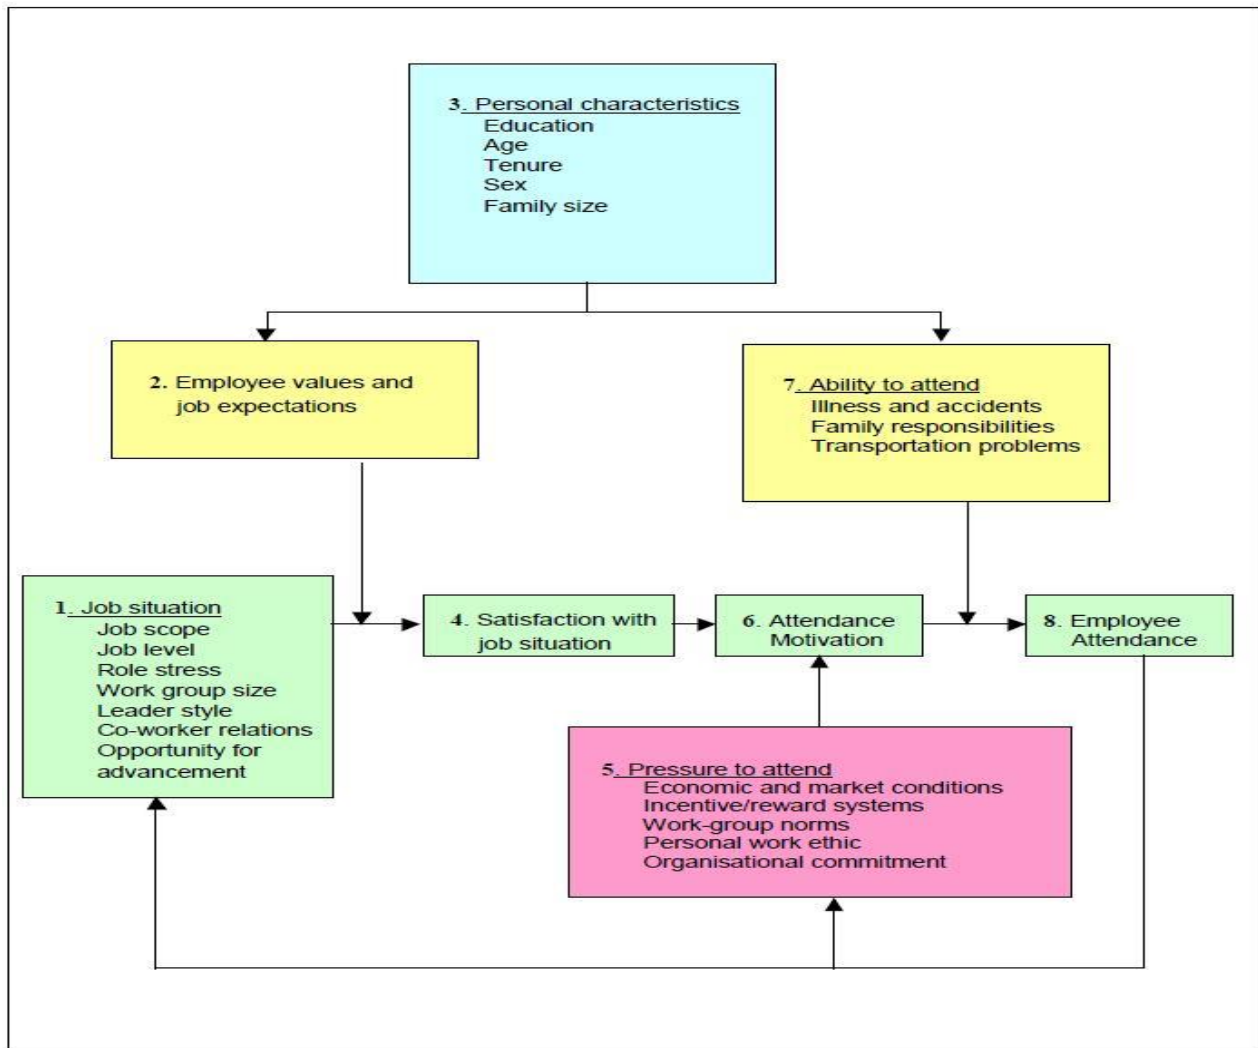 3. Personal characteristics
Education
Age
Tenure
Sex
Family size
2. Employee values and
job expectations
7. Ability to attend
Illness and accidents
Family responsibilities
Transportation problems
1. Job situation
Job scope
Job level
Role stress
Work group size
Leader style
Co-worker relations
Opportunity for
advancement
4. Satisfaction with
job situation
6. Attendance
Motivation
8. Employee
Attendance
5. Pressure to attend
Economic and market conditions
Incentive/reward systems
Work-group norms
Personal work ethic
Organisational commitment